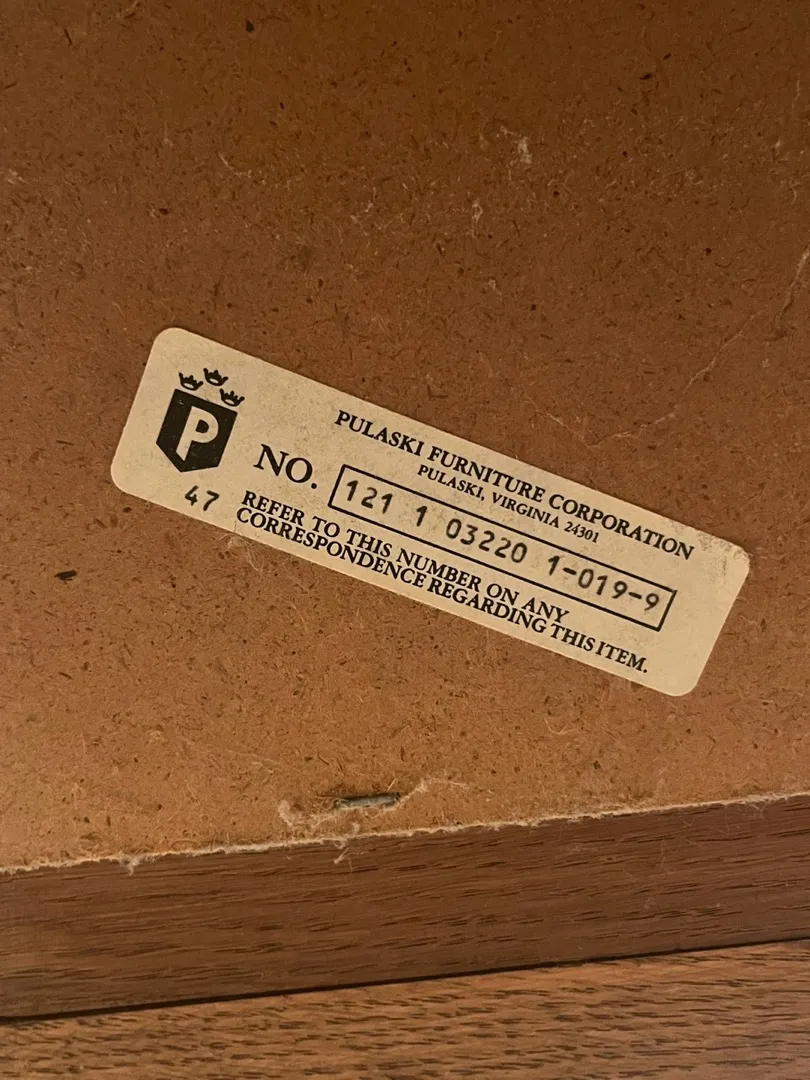 P
PULASKI FURNITURE CORPORATION
PULASKI, VIRGINIA 24301
NO. 121 1 03220 1-019-9
47
REFER TO THIS NUMBER ON ANY
CORRESPONDENCE REGARDING THIS ITEM.